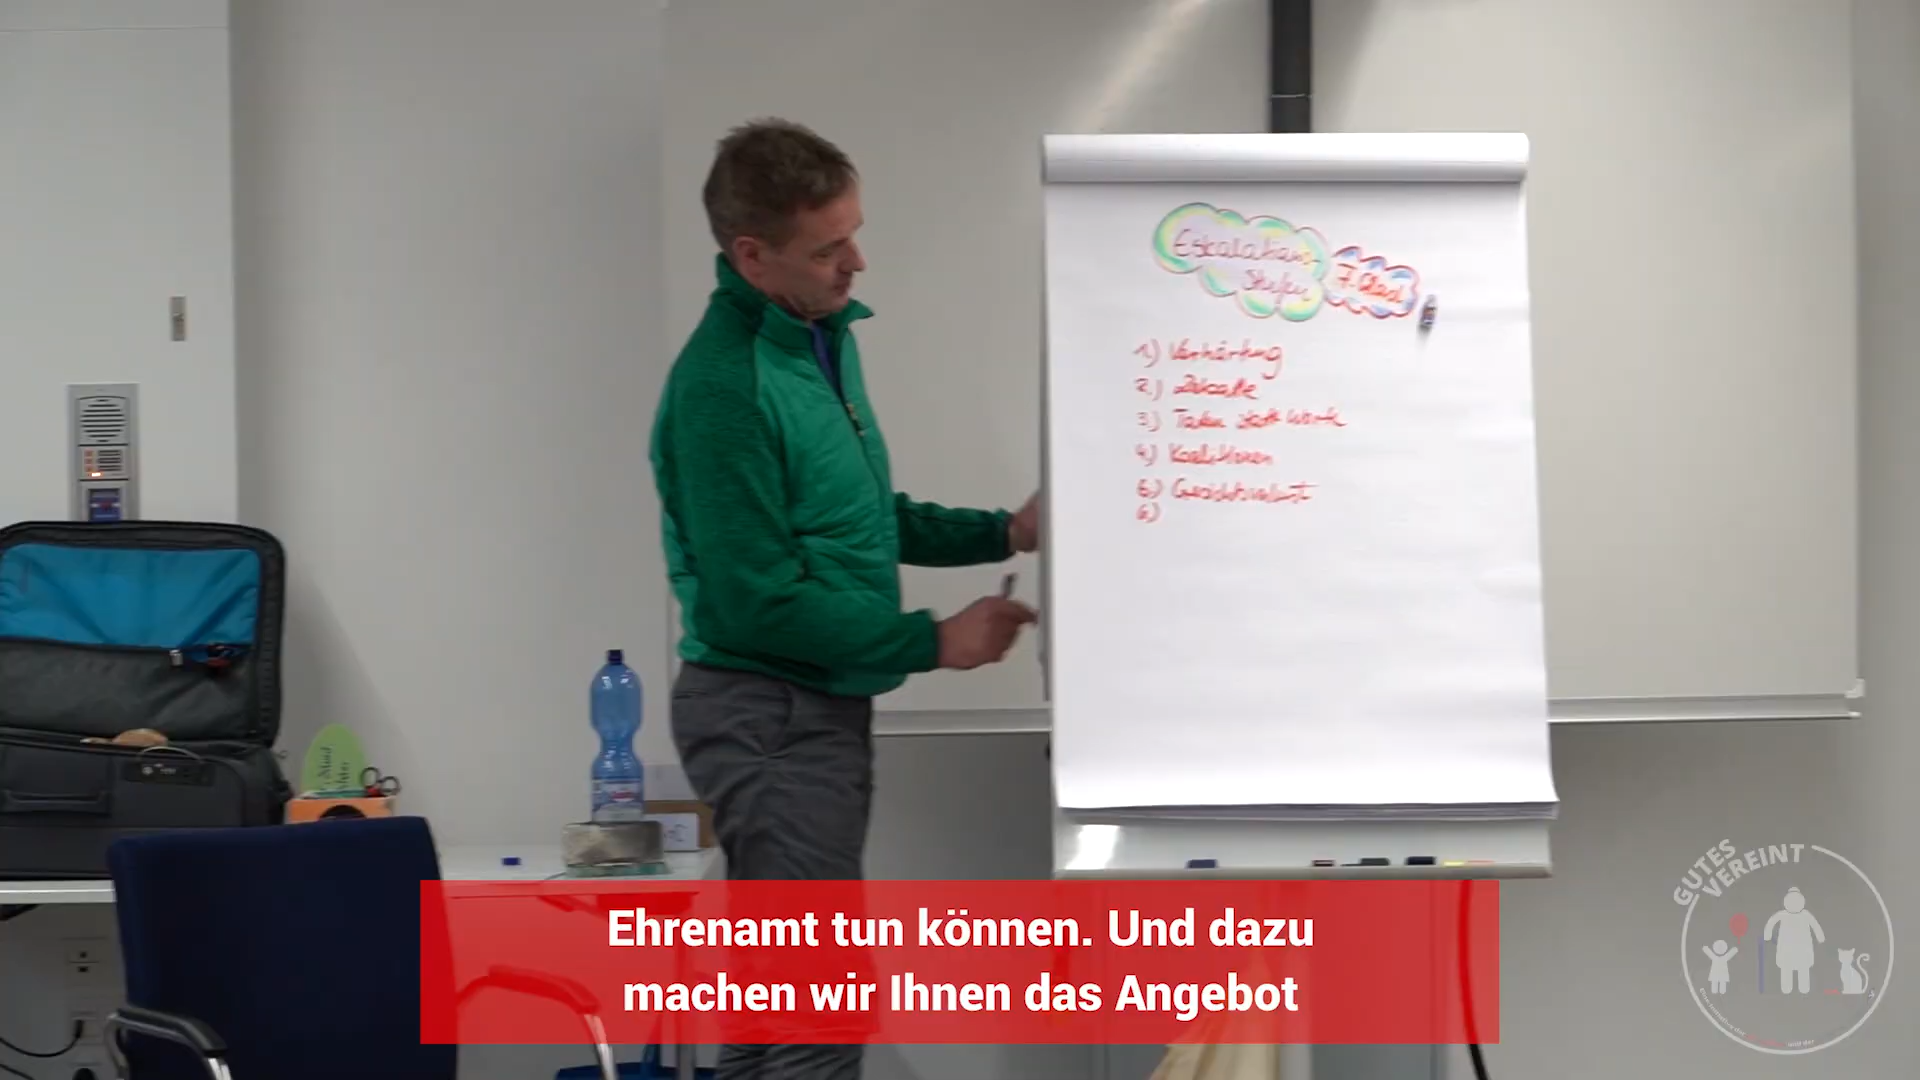 Eskalations-
Stufen
F. Glasl
1.) Verhärtung
2.) Debatte
3.) Taten statt Worte
4.) Koalitionen
5.) Gesichtsverlust
6.)
Ehrenamt tun können. Und dazu
machen wir Ihnen das Angebot
GUTES
VEREINT